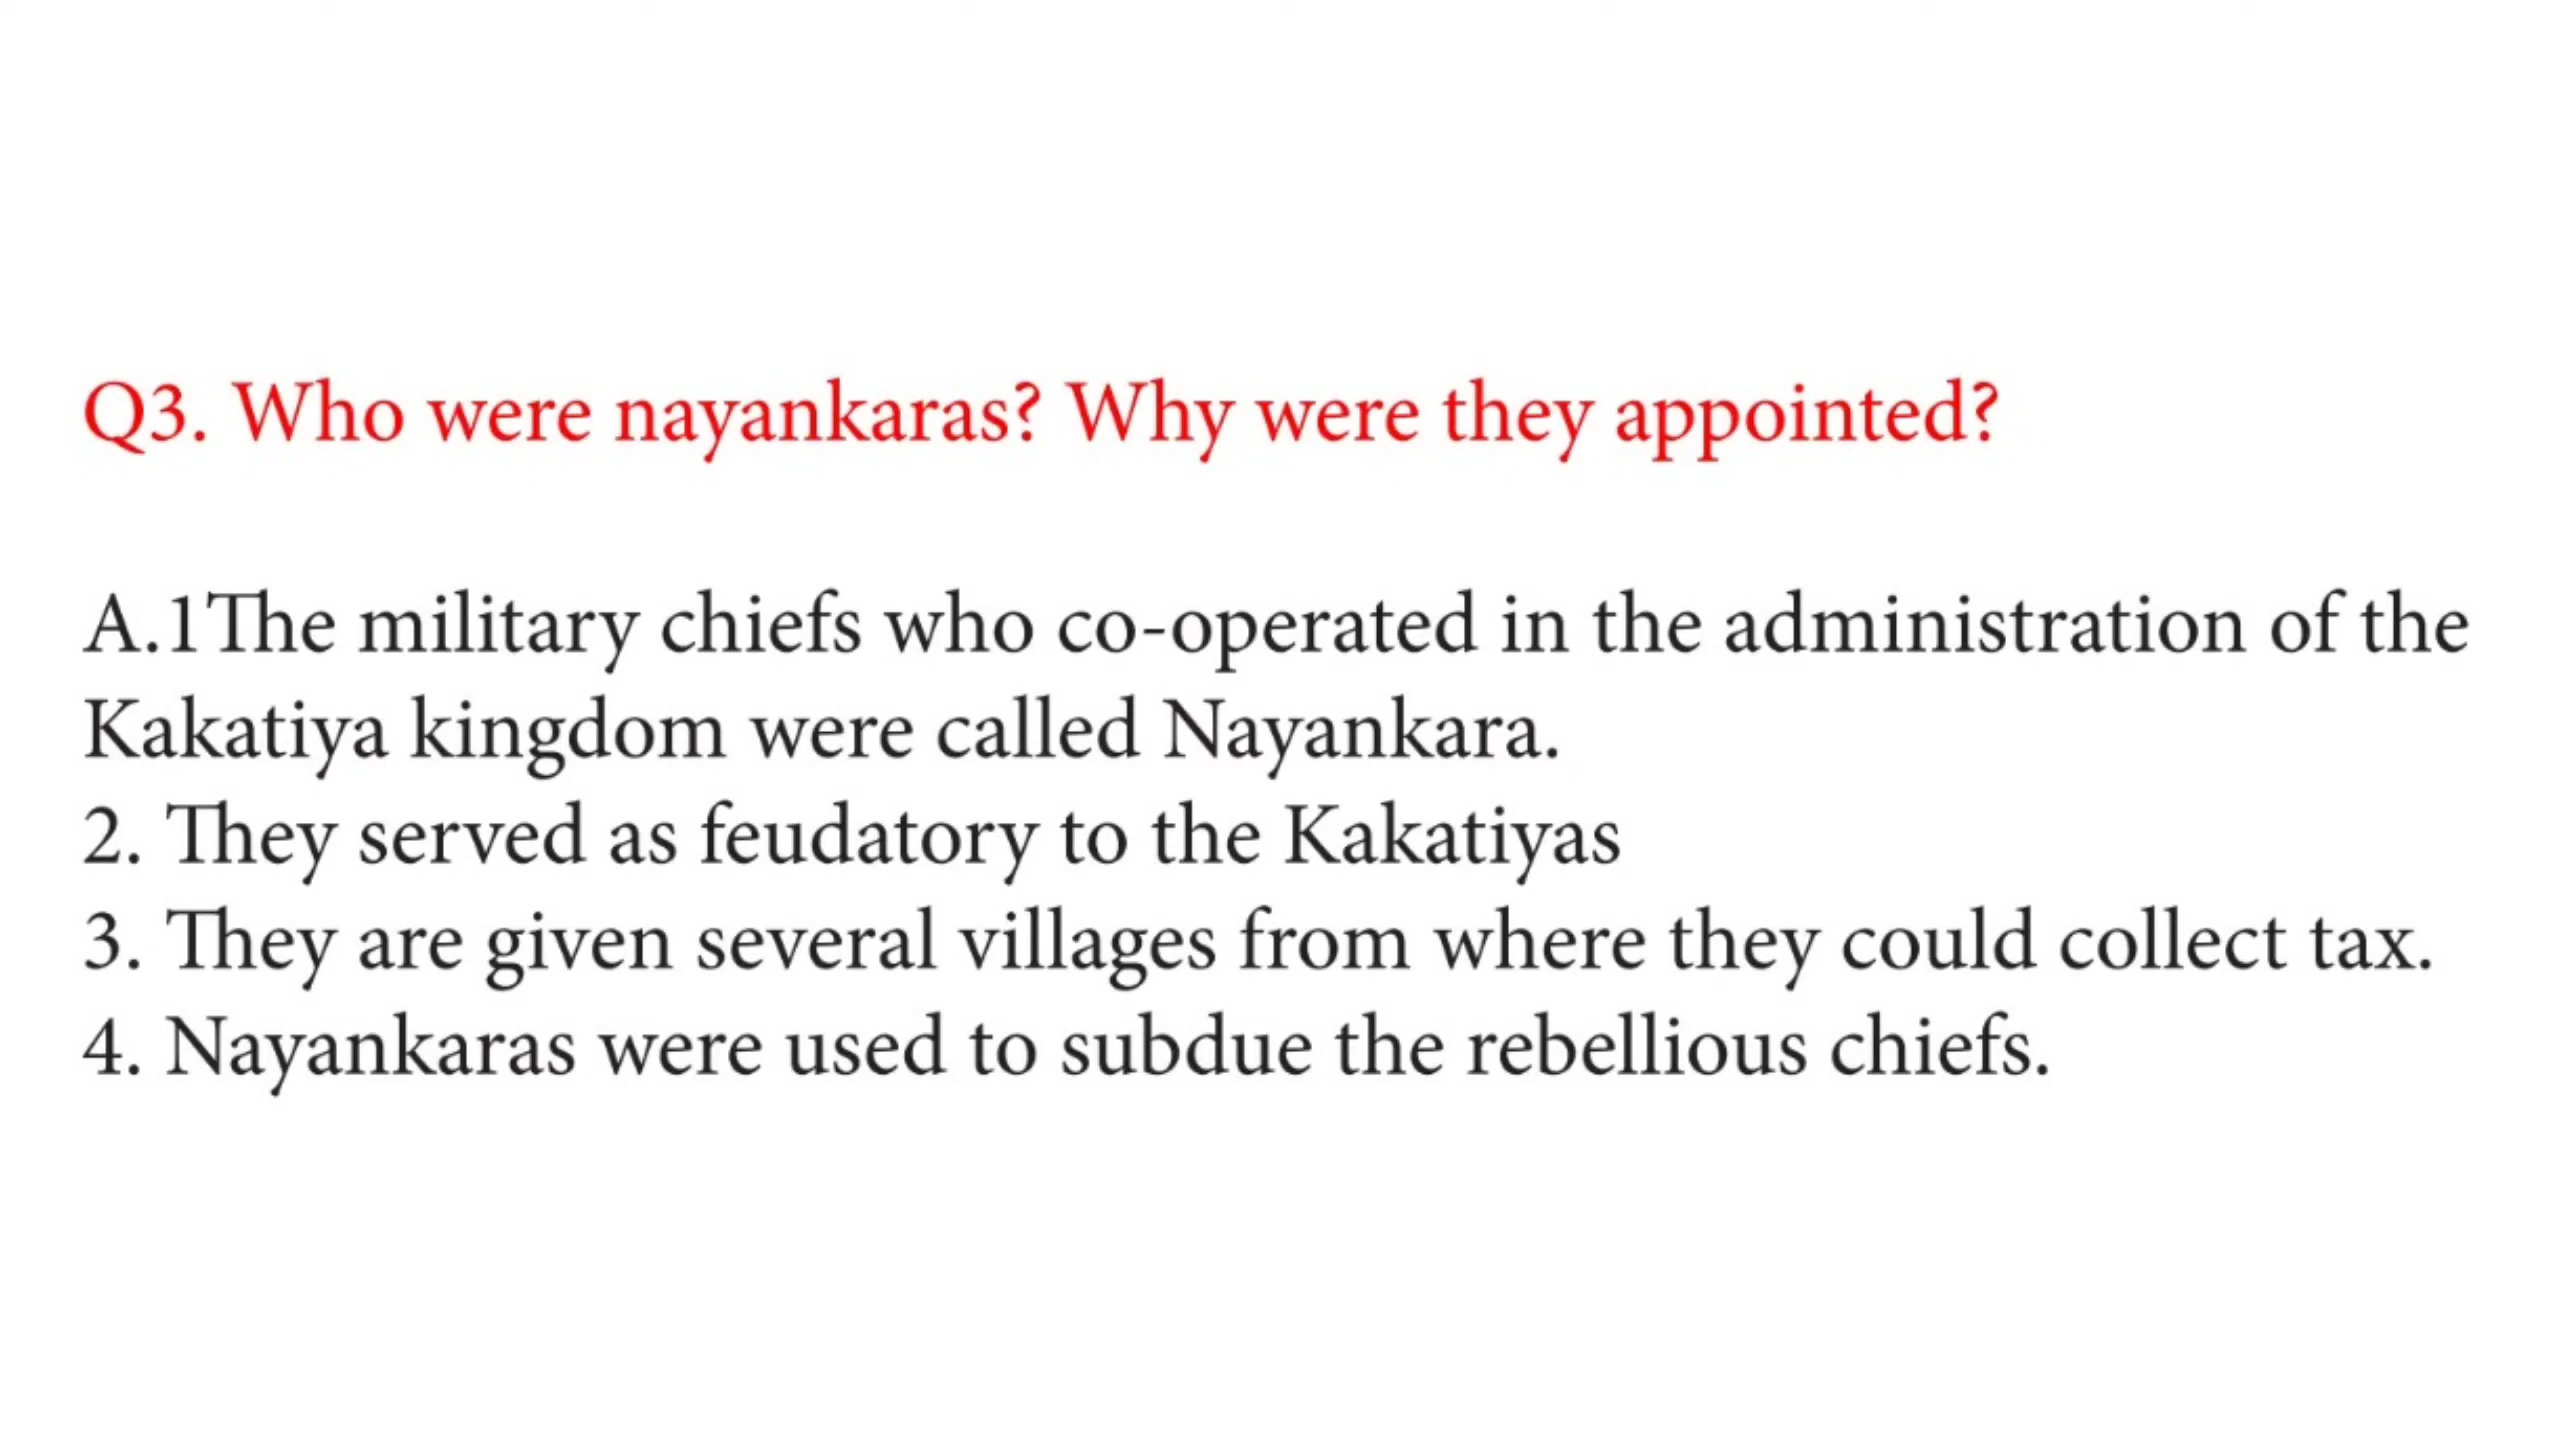 Q3. Who were nayankaras? Why were they appointed?
A.1The military chiefs who co-operated in the administration of the
Kakatiya kingdom were called Nayankara.
2. They served as feudatory to the Kakatiyas
3. They are given several villages from where they could collect tax.
4. Nayankaras were used to subdue the rebellious chiefs.